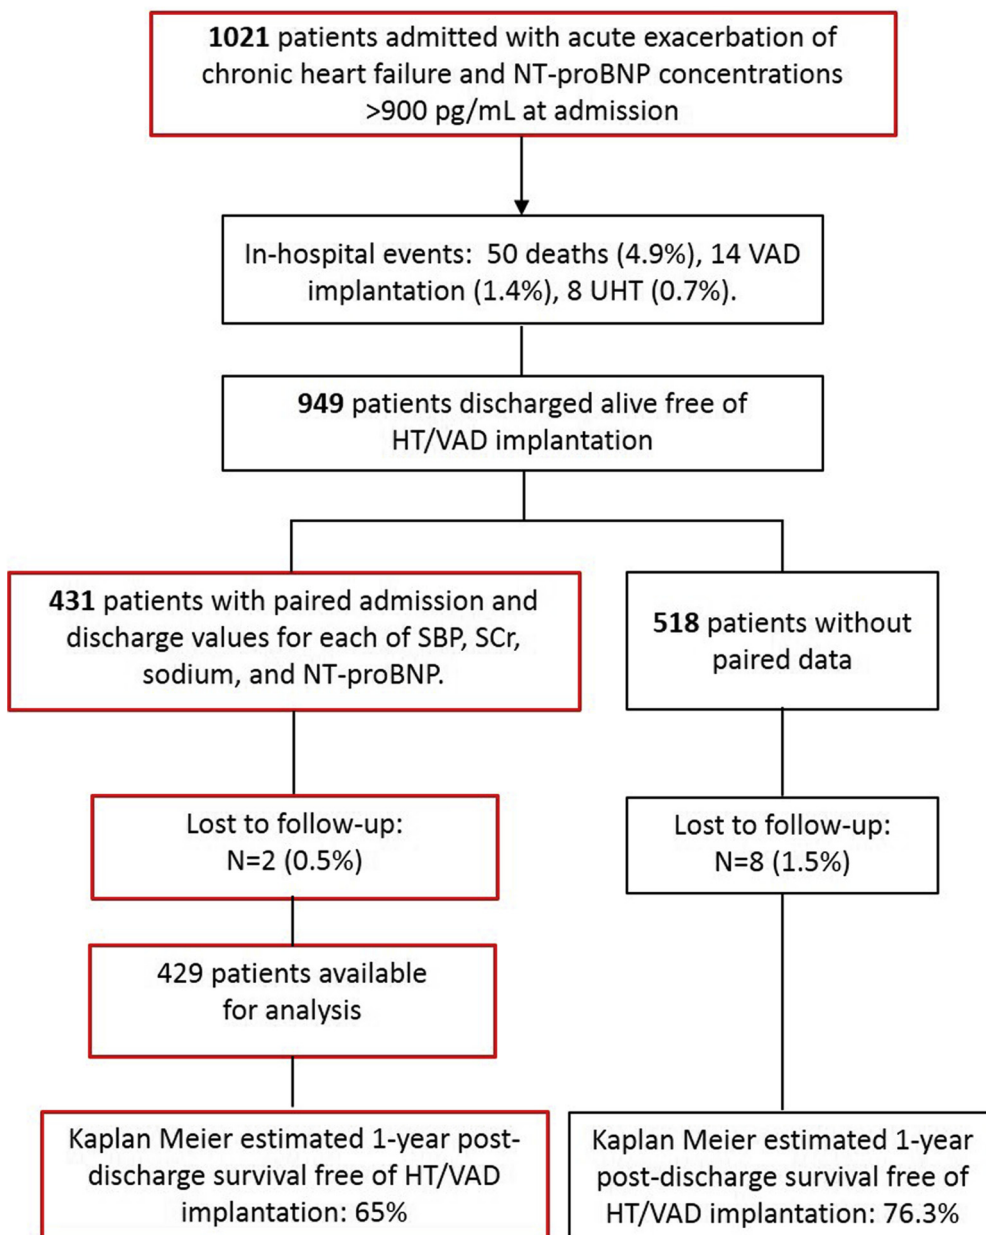 1021 patients admitted with acute exacerbation of
chronic heart failure and NT-proBNP concentrations
>900 pg/mL at admission
In-hospital events:  50 deaths (4.9%), 14 VAD
implantation (1.4%), 8 UHT (0.7%).
949 patients discharged alive free of
HT/VAD implantation
431 patients with paired admission and
discharge values for each of SBP, SCr,
sodium, and NT-proBNP.
518 patients without
paired data
Lost to follow-up:
N=2 (0.5%)
Lost to follow-up:
N=8 (1.5%)
429 patients available
for analysis
Kaplan Meier estimated 1-year post-
discharge survival free of HT/VAD
implantation: 65%
Kaplan Meier estimated 1-year
post-discharge survival free of
HT/VAD implantation: 76.3%